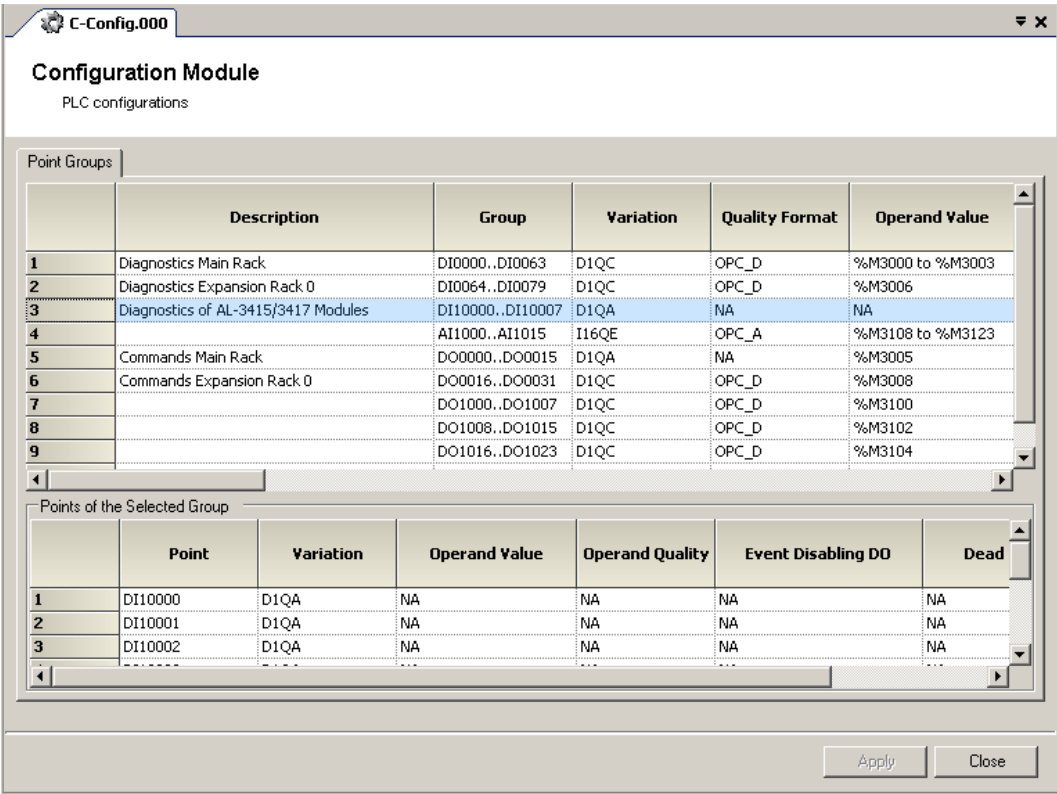 C-Config.000
Configuration Module
PLC configurations
Point Groups
Description Group Variation Quality Format Operand Value
1 Diagnostics Main Rack DI0000..DI0063 D1QC OPC_D %M3000 to %M3003
2 Diagnostics Expansion Rack 0 DI0064..DI0079 D1QC OPC_D %M3006
3 Diagnostics of AL-3415/3417 Modules DI10000..DI10007 D1QA NA NA
4 AI1000..AI1015 I16QE OPC_A %M3108 to %M3123
5 Commands Main Rack DO0000..DO0015 D1QA NA %M3005
6 Commands Expansion Rack 0 DO0016..DO0031 D1QC OPC_D %M3008
7 DO1000..DO1007 D1QC OPC_D %M3100
8 DO1008..DO1015 D1QC OPC_D %M3102
9 DO1016..DO1023 D1QC OPC_D %M3104
Points of the Selected Group
Point Variation Operand Value Operand Quality Event Disabling DO Dead
1 DI10000 D1QA NA NA NA NA
2 DI10001 D1QA NA NA NA NA
3 DI10002 D1QA NA NA NA NA
Apply Close